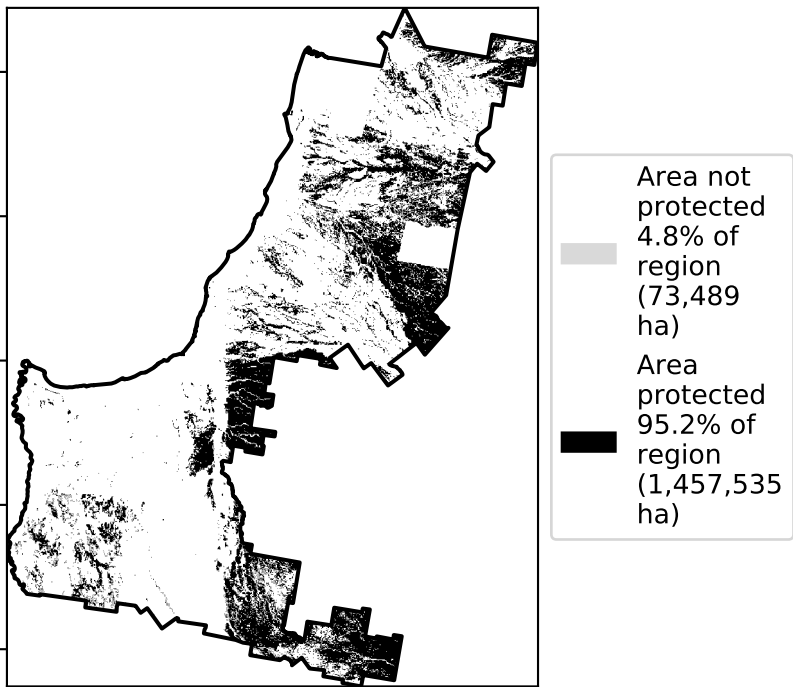 Area not
protected
4.8% of
region
(73,489
ha)
Area
protected
95.2% of
region
(1,457,535
ha)